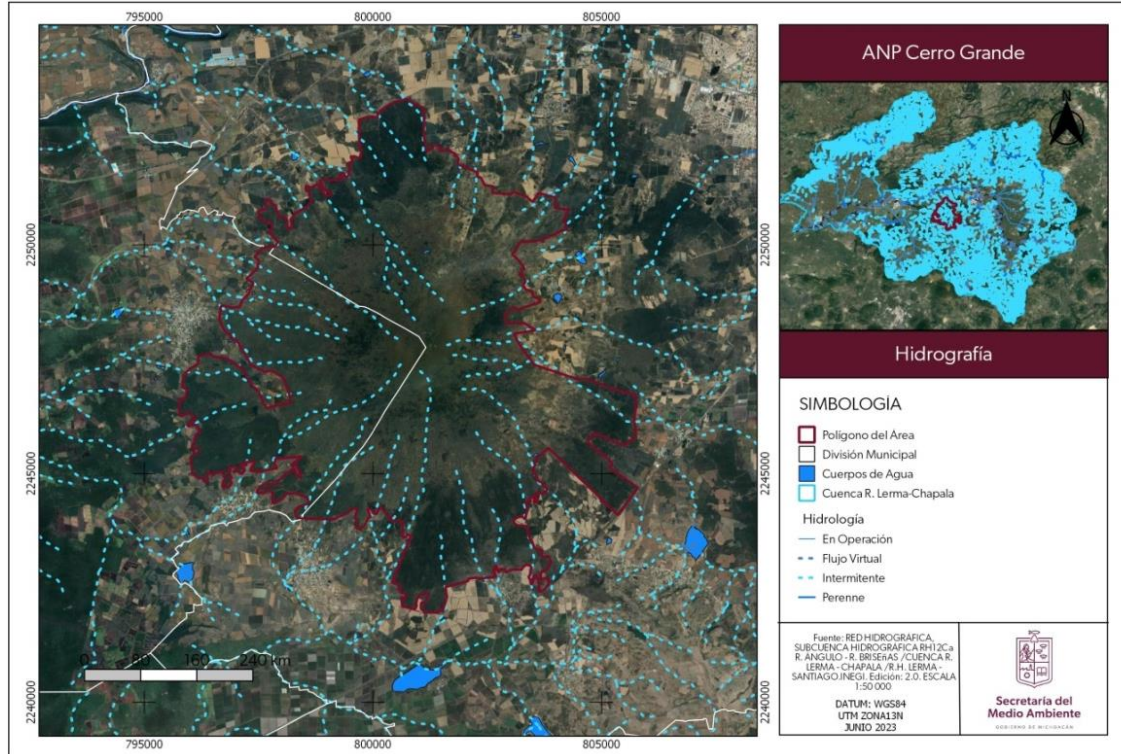 795000 800000 805000
2250000 2250000
2245000 2245000
2240000 2240000
0 80 160 240 km
795000 800000 805000
ANP Cerro Grande
N
Hidrografía
SIMBOLOGÍA
Polígono del Área
División Municipal
Cuerpos de Agua
Cuenca R. Lerma-Chapala
Hidrología
En Operación
Flujo Virtual
Intermitente
Perenne
Fuente: RED HIDROGRAFICA,
SUBCUENCA HIDROGRAFICA RH12Ca
R. ANGULO - R. BRISEñAS /CUENCA R.
LERMA - CHAPALA /R.H. LERMA -
SANTIAGO.INEGI. Edición: 2.0. ESCALA
1:50 000
DATUM: WGS84
UTM ZONA13N
JUNIO 2023
Secretaría del
Medio Ambiente
GOBIERNO DE MICHOACÁN